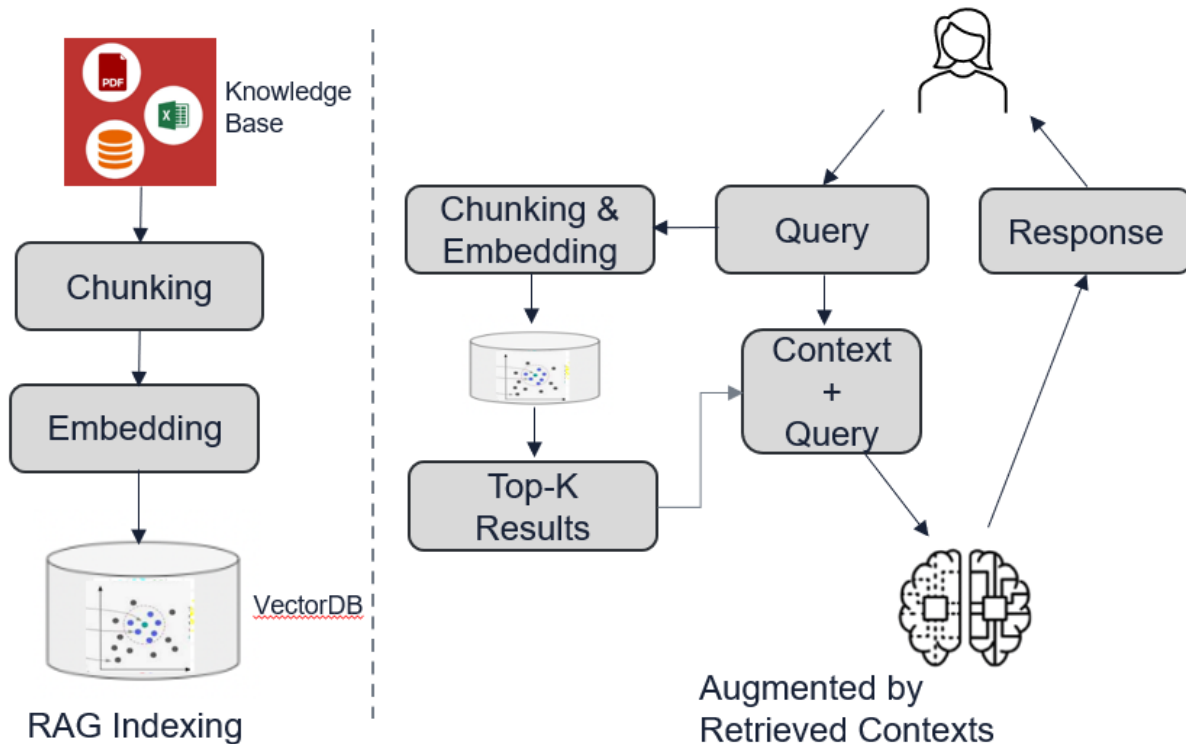 PDF
X
Knowledge
Base
Chunking
Embedding
VectorDB
RAG Indexing
Chunking &
Embedding
Query
Response
Context
+
Query
Top-K
Results
Augmented by
Retrieved Contexts